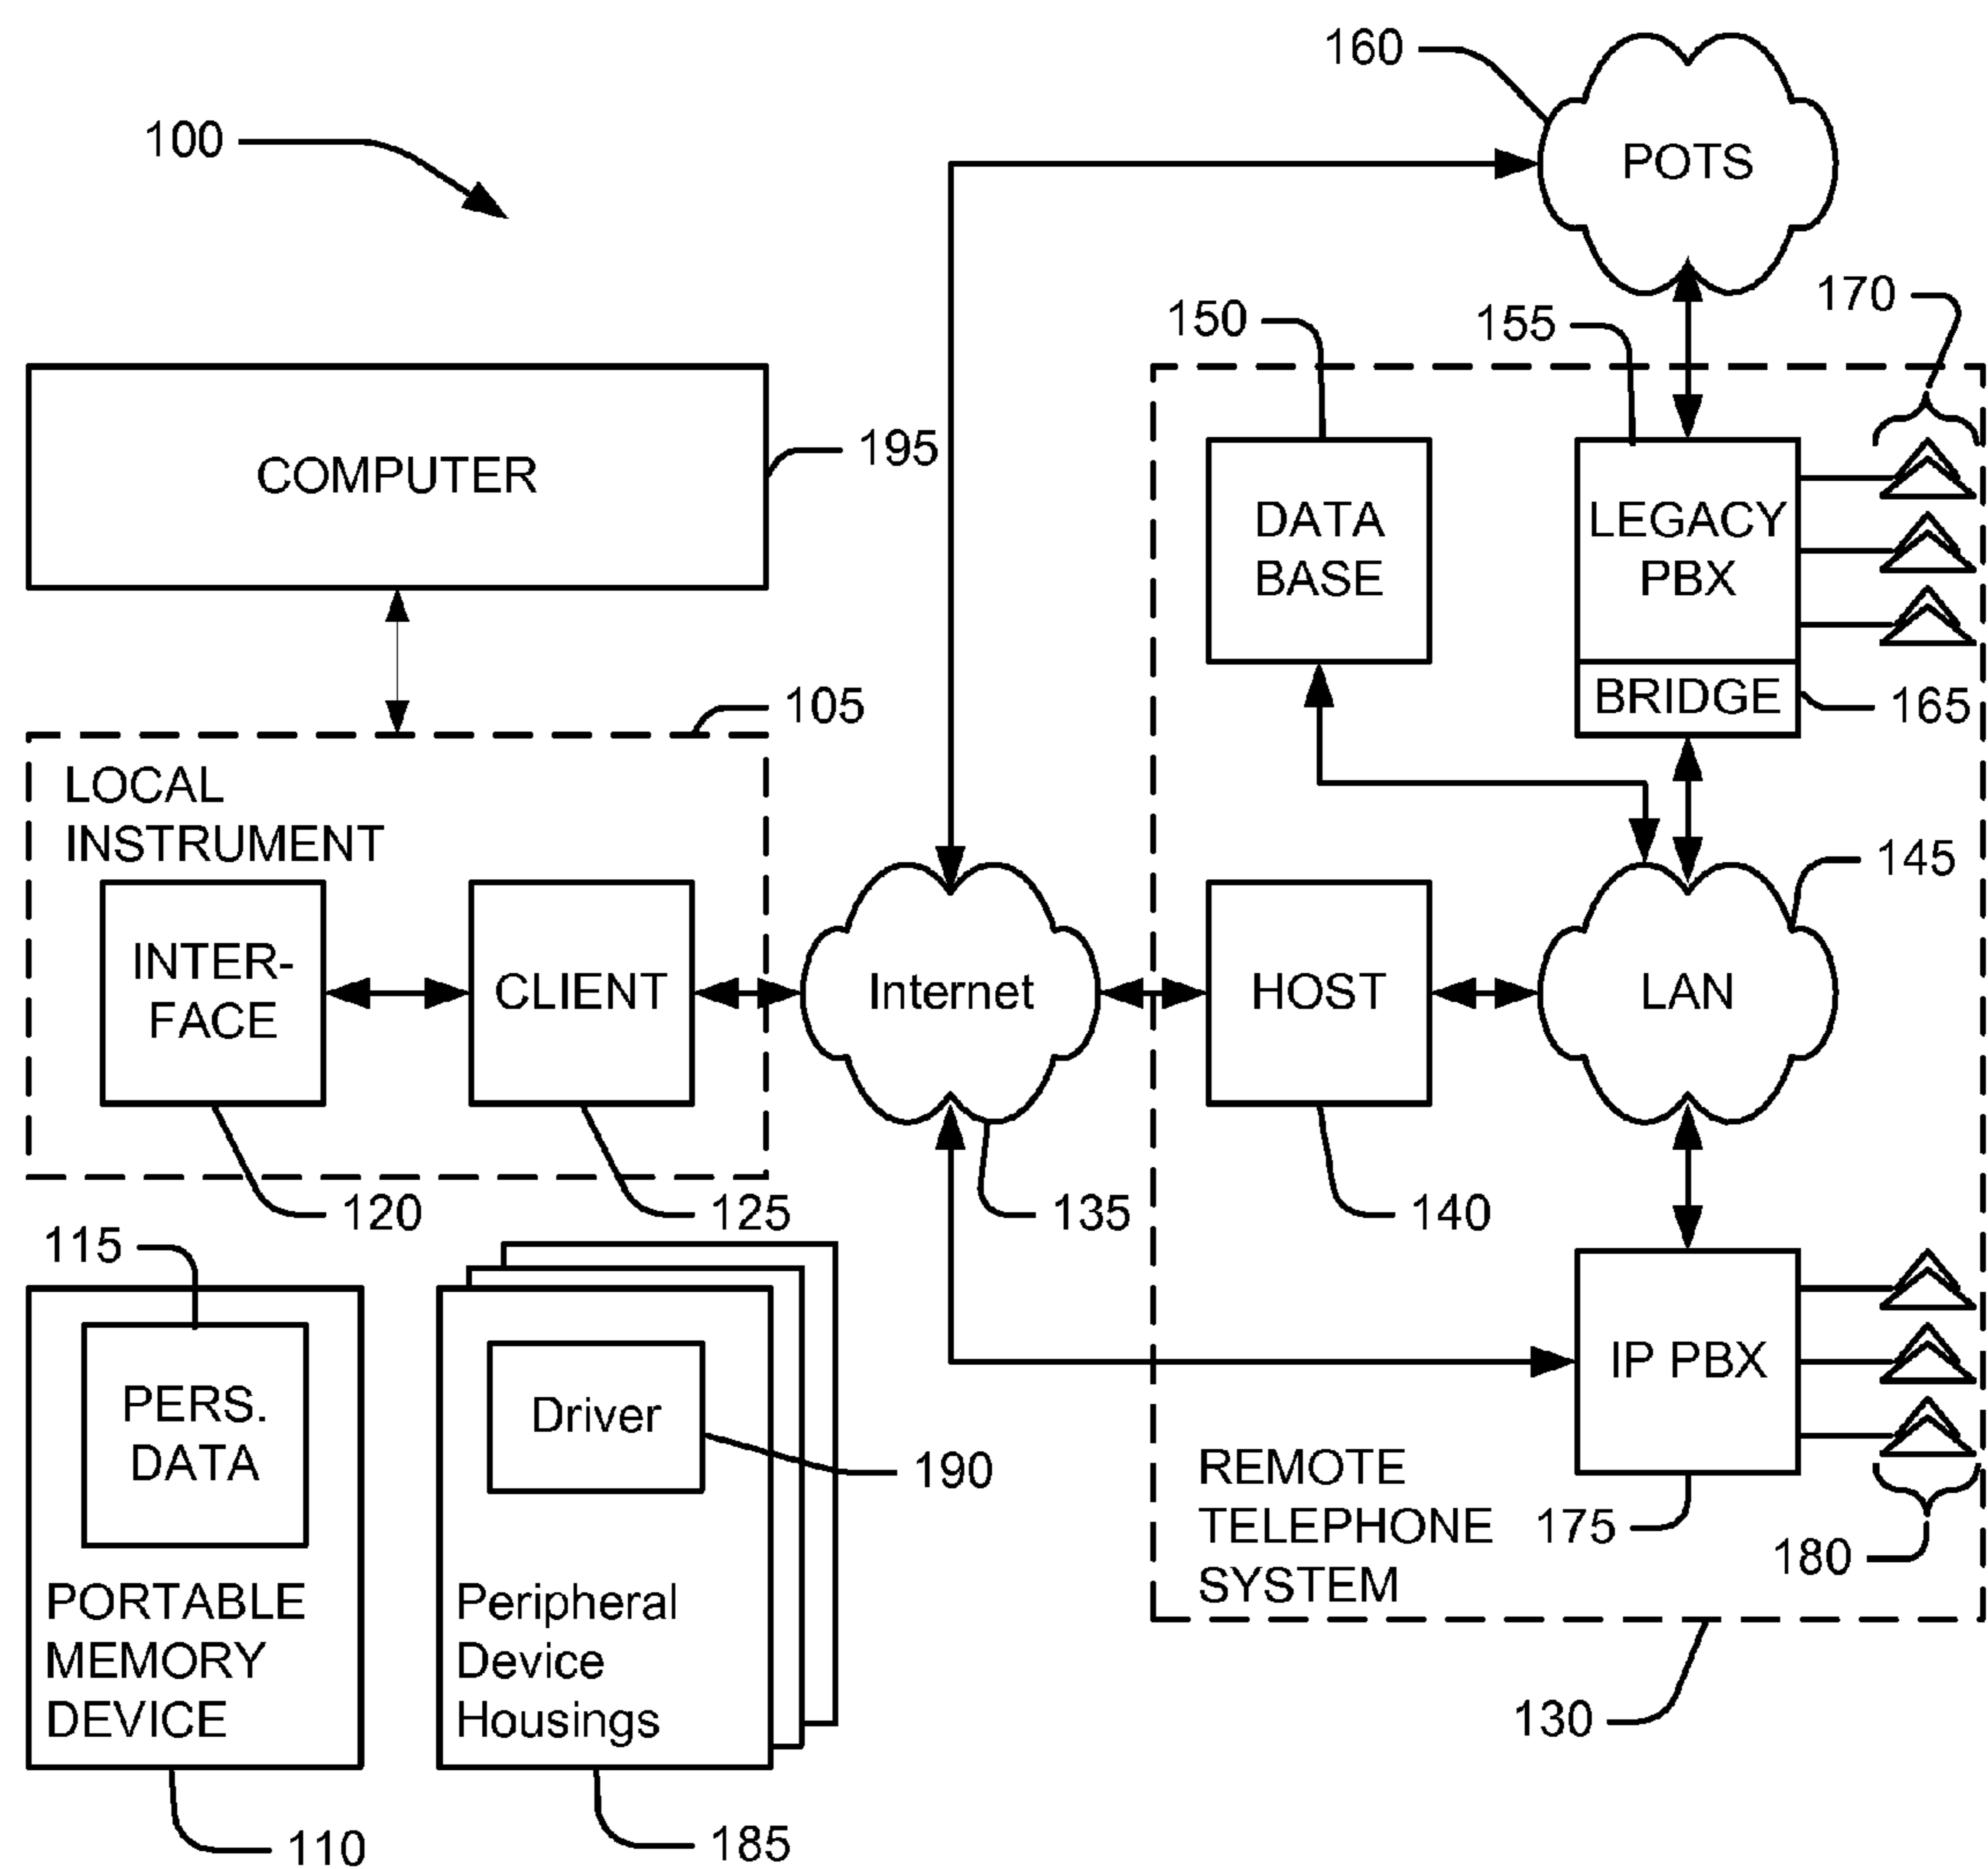 160
POTS
100
170
150
155
COMPUTER
195
DATA
BASE
LEGACY
PBX
BRIDGE
165
105
LOCAL
INSTRUMENT
145
INTER-
FACE
CLIENT
Internet
HOST
LAN
120
125
135
140
115
PERS.
DATA
PORTABLE
MEMORY
DEVICE
Driver
190
Peripheral
Device
Housings
IP PBX
REMOTE
TELEPHONE
SYSTEM
175
180
130
110
185